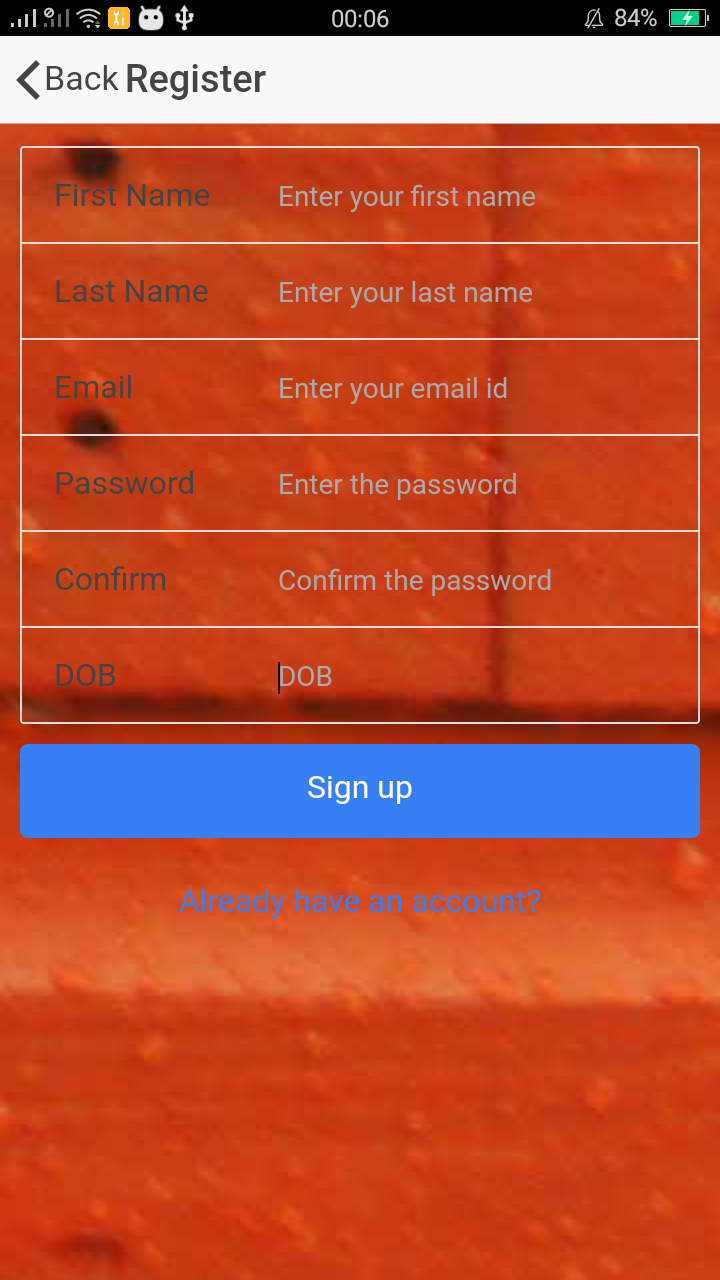 00:06 84%
Back Register
First Name Enter your first name
Last Name Enter your last name
Email Enter your email id
Password Enter the password
Confirm Confirm the password
DOB DOB
Sign up
Already have an account?